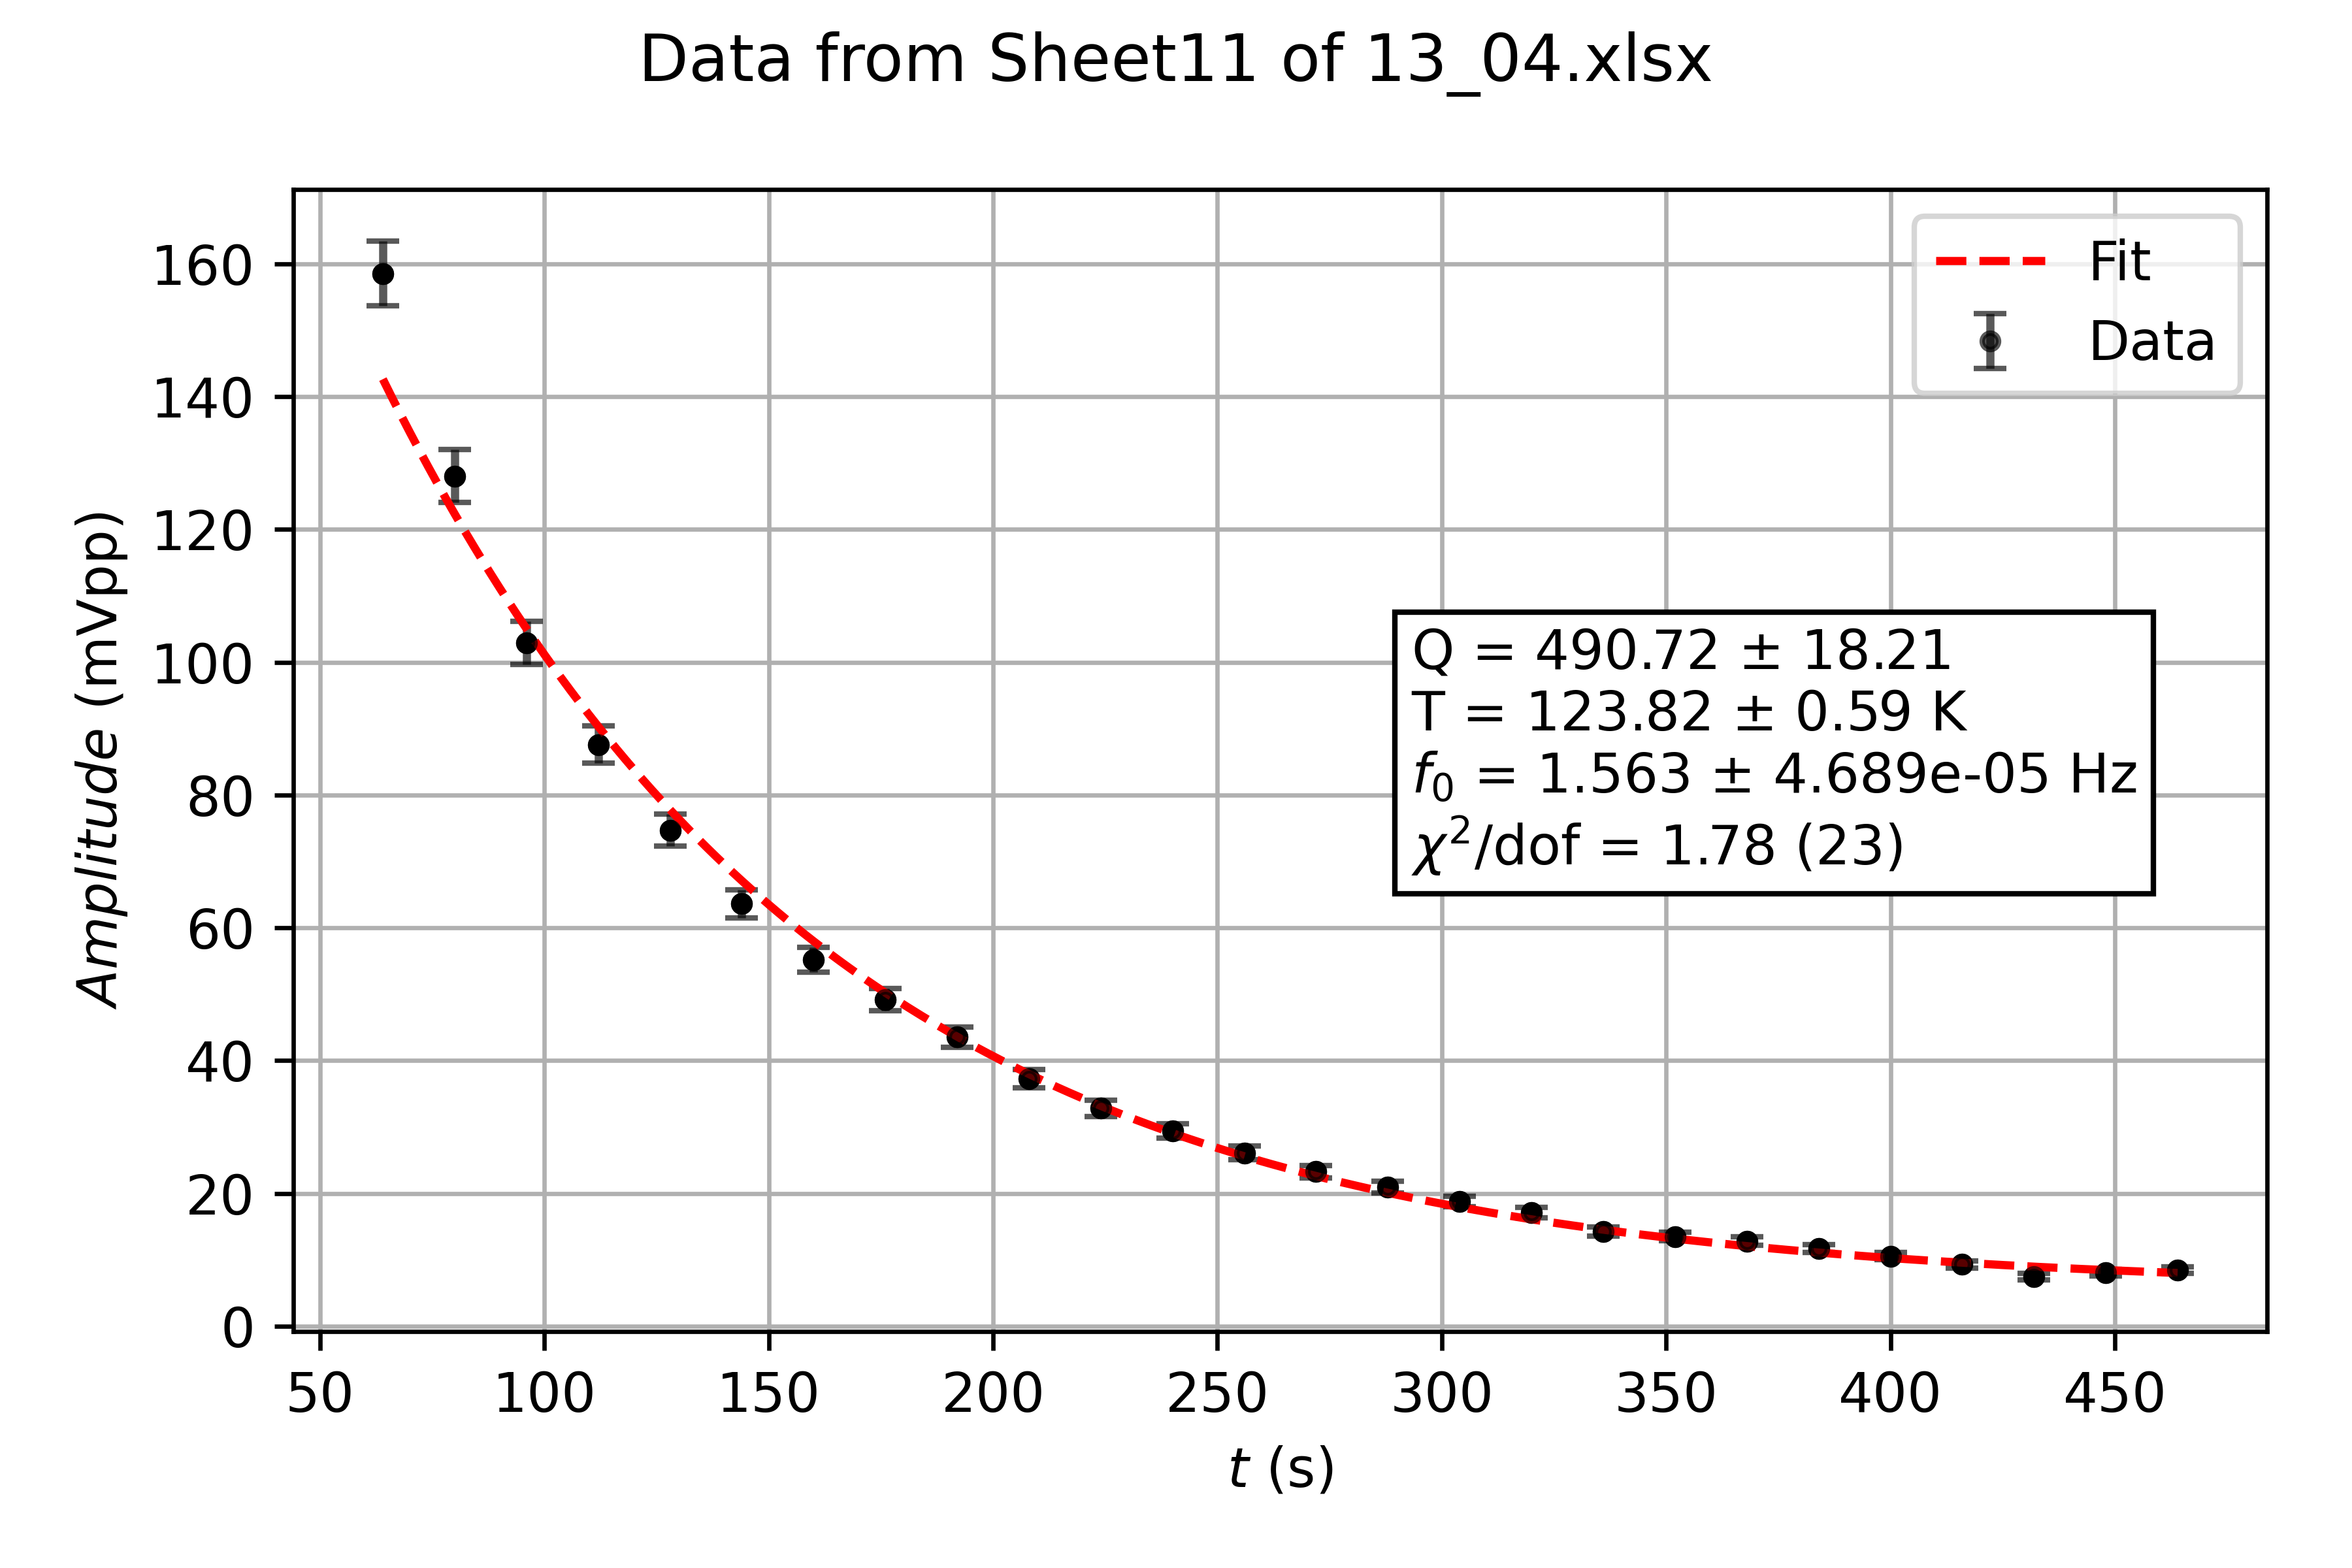 Data from Sheet11 of 13_04.xlsx
160
140
120
100
80
60
40
20
0
Amplitude (mVpp)
Fit
Data
Q = 490.72 ± 18.21
T = 123.82 ± 0.59 K
f₀ = 1.563 ± 4.689e-05 Hz
χ²/dof = 1.78 (23)
50 100 150 200 250 300 350 400 450
t (s)